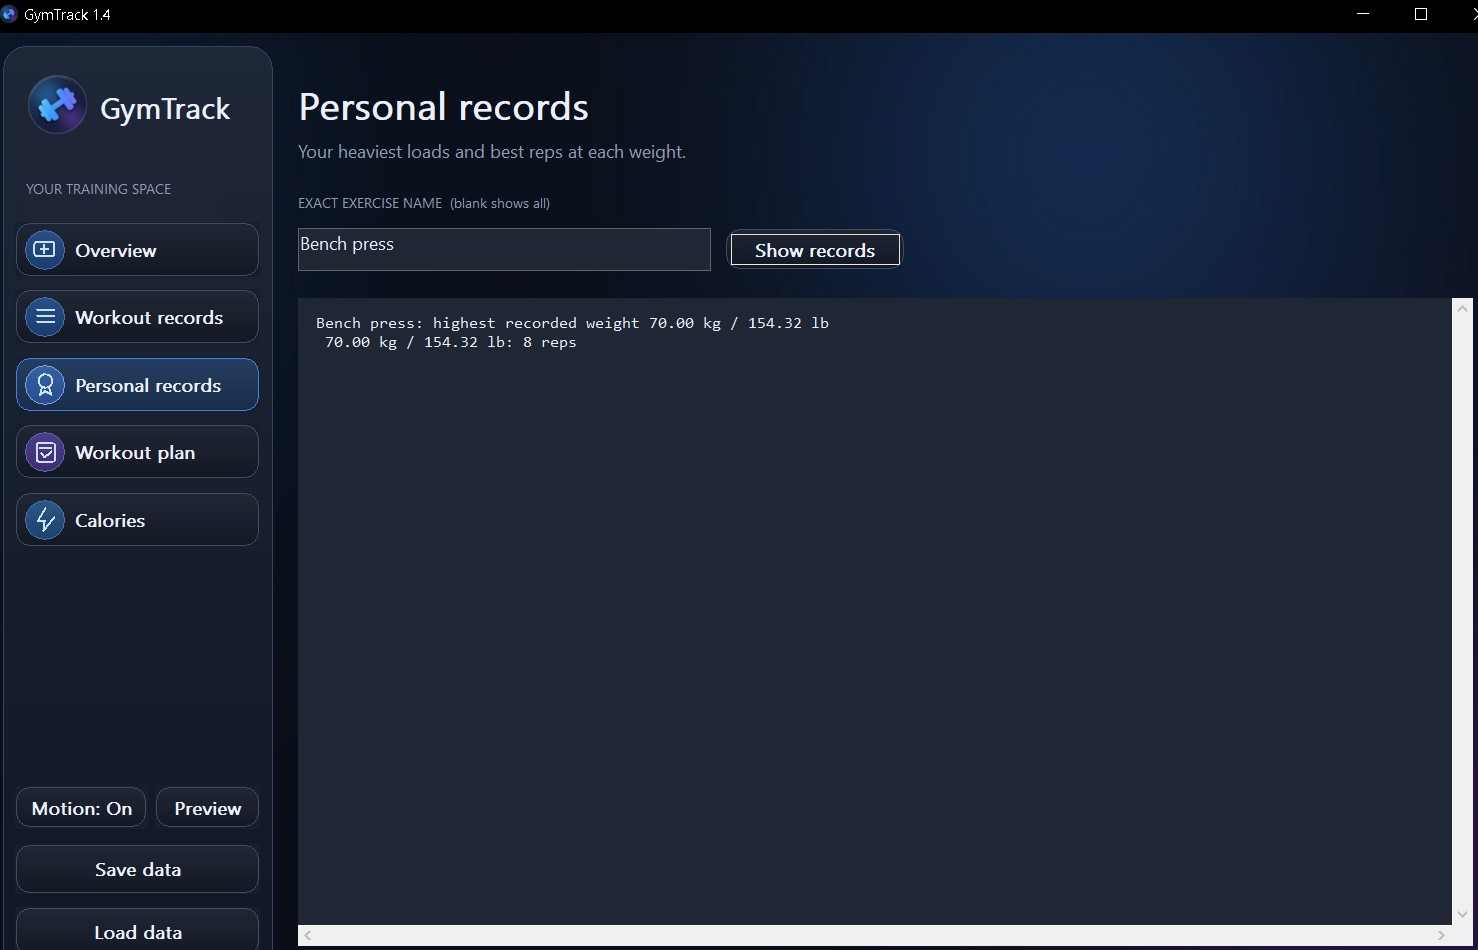 GymTrack 1.4
GymTrack
YOUR TRAINING SPACE
Overview
Workout records
Personal records
Workout plan
Calories
Motion: On
Preview
Save data
Load data
Personal records
Your heaviest loads and best reps at each weight.
EXACT EXERCISE NAME (blank shows all)
Bench press
Show records
Bench press: highest recorded weight 70.00 kg / 154.32 lb
70.00 kg / 154.32 lb: 8 reps